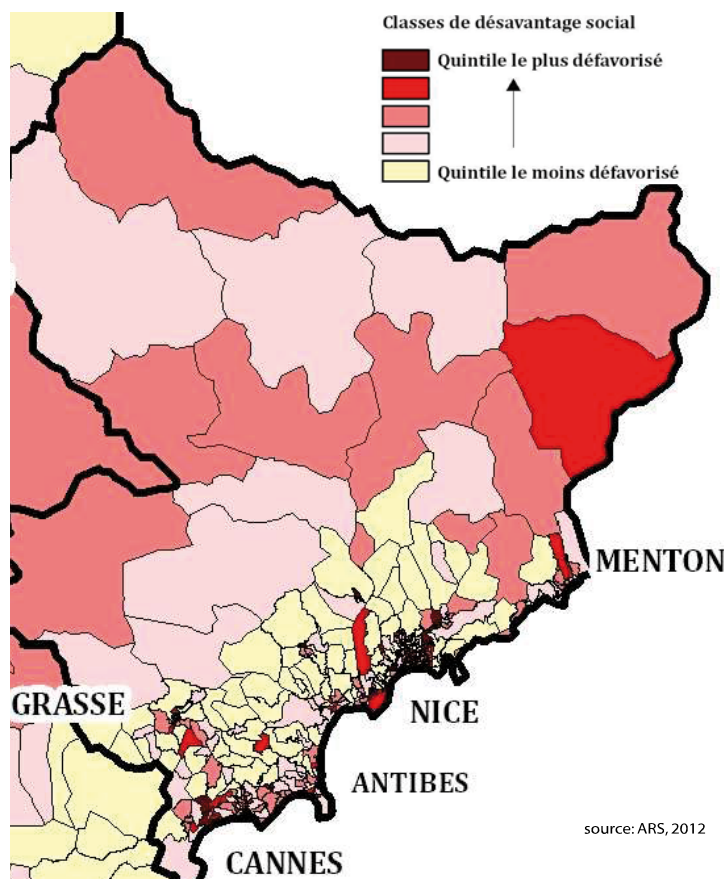 Classes de désavantage social
Quintile le plus défavorisé
Quintile le moins défavorisé
MENTON
GRASSE
NICE
ANTIBES
source: ARS, 2012
CANNES